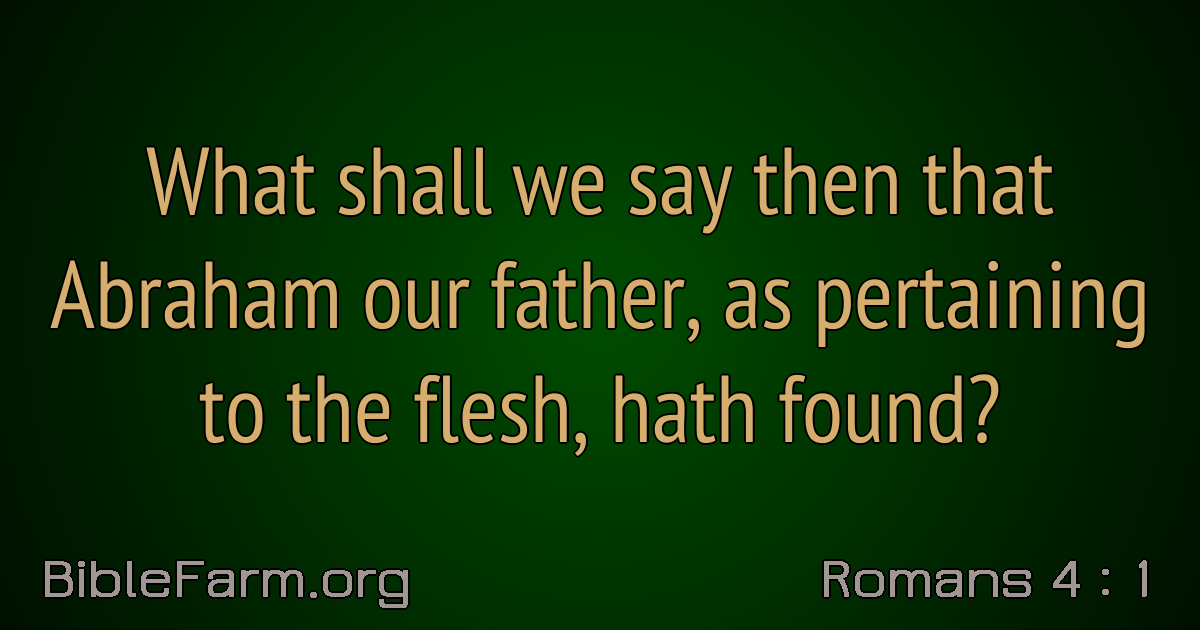 What shall we say then that
Abraham our father, as pertaining
to the flesh, hath found?
BibleFarm.org
Romans 4 : 1